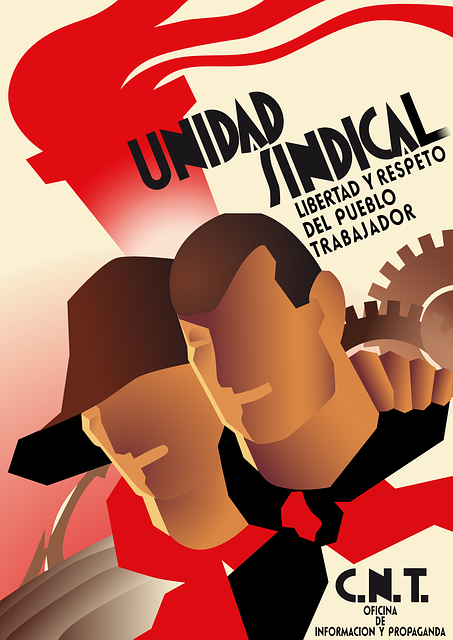 UNIDAD
SINDICAL
LIBERTAD Y RESPETO
DEL PUEBLO
TRABAJADOR
C.N.T.
OFICINA
DE
INFORMACION Y PROPAGANDA